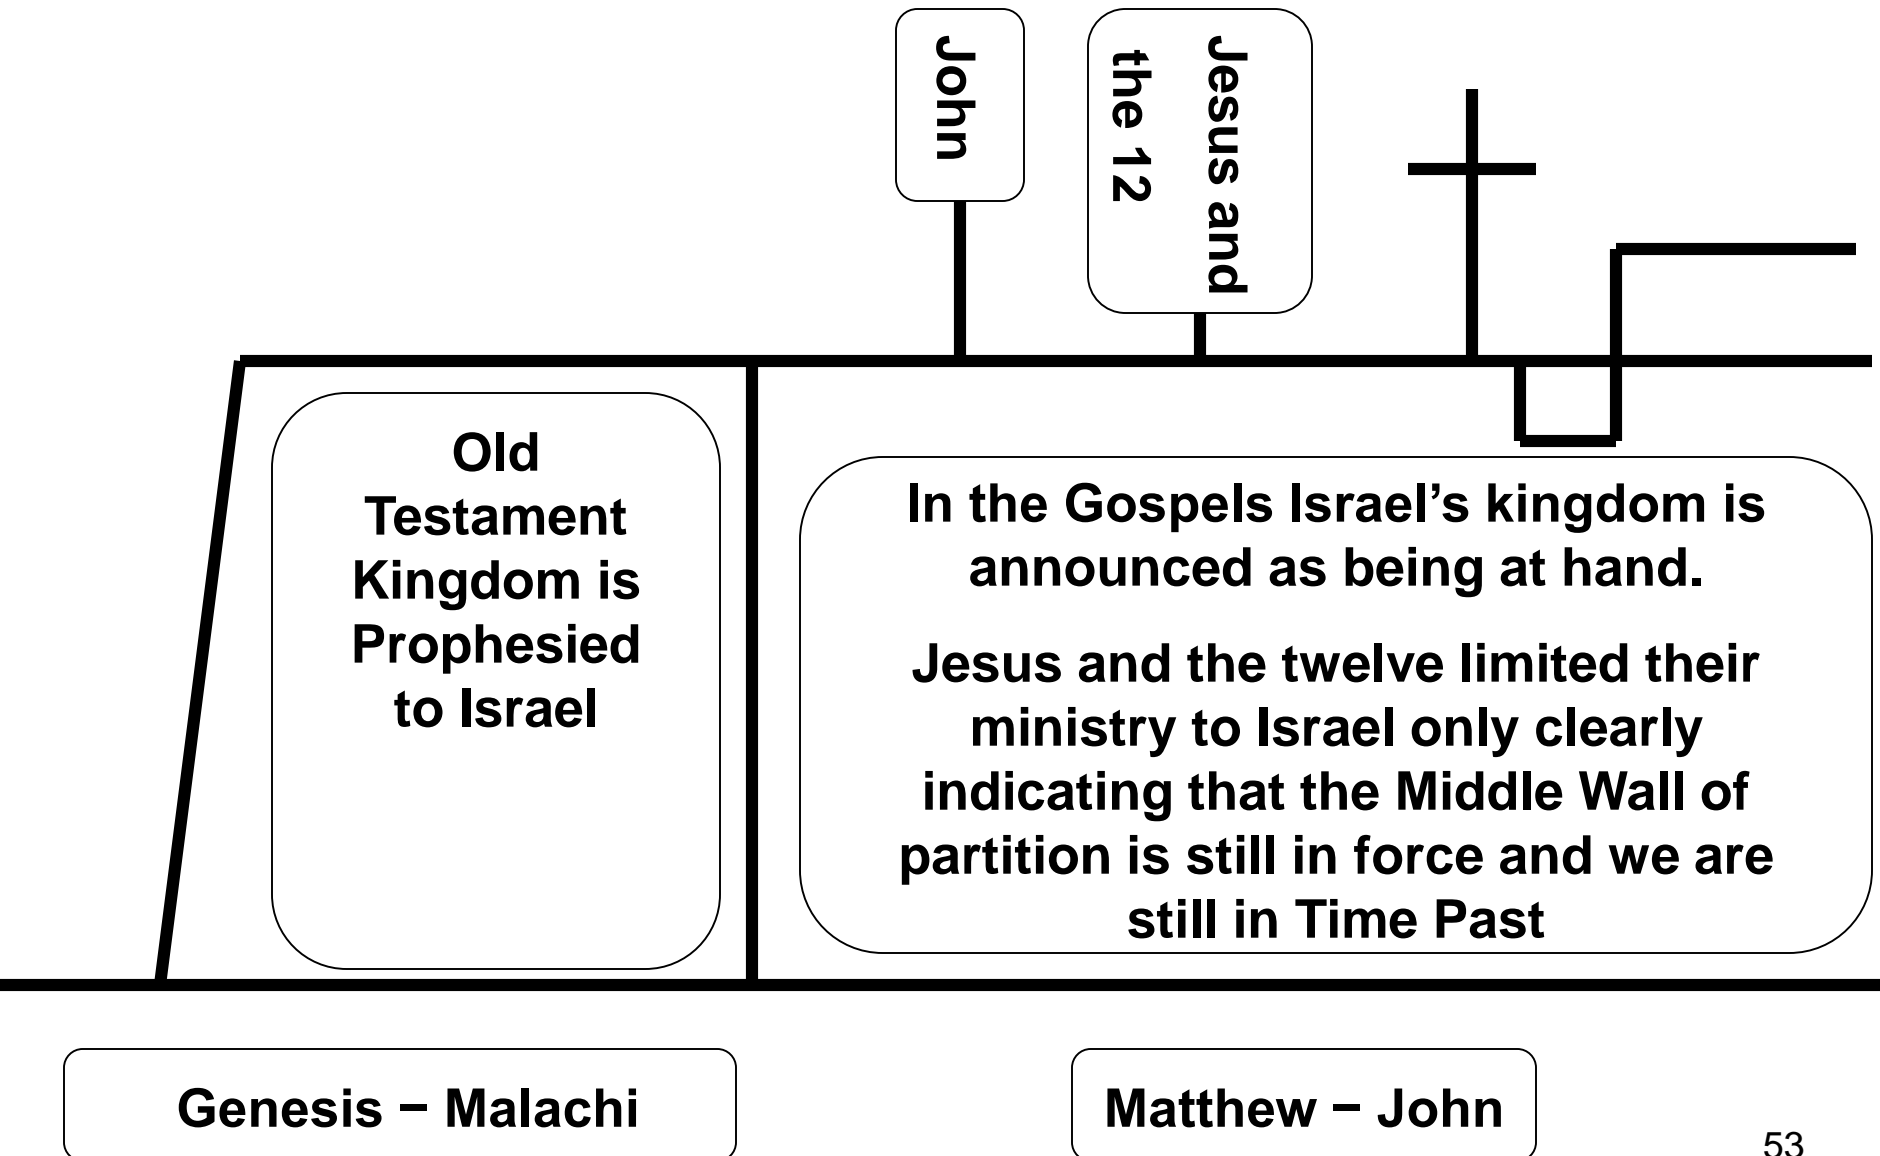 John
Jesus and
the 12
Old
Testament
Kingdom is
Prophesied
to Israel
In the Gospels Israel’s kingdom is
announced as being at hand.
Jesus and the twelve limited their
ministry to Israel only clearly
indicating that the Middle Wall of
partition is still in force and we are
still in Time Past
Genesis – Malachi
Matthew – John
53